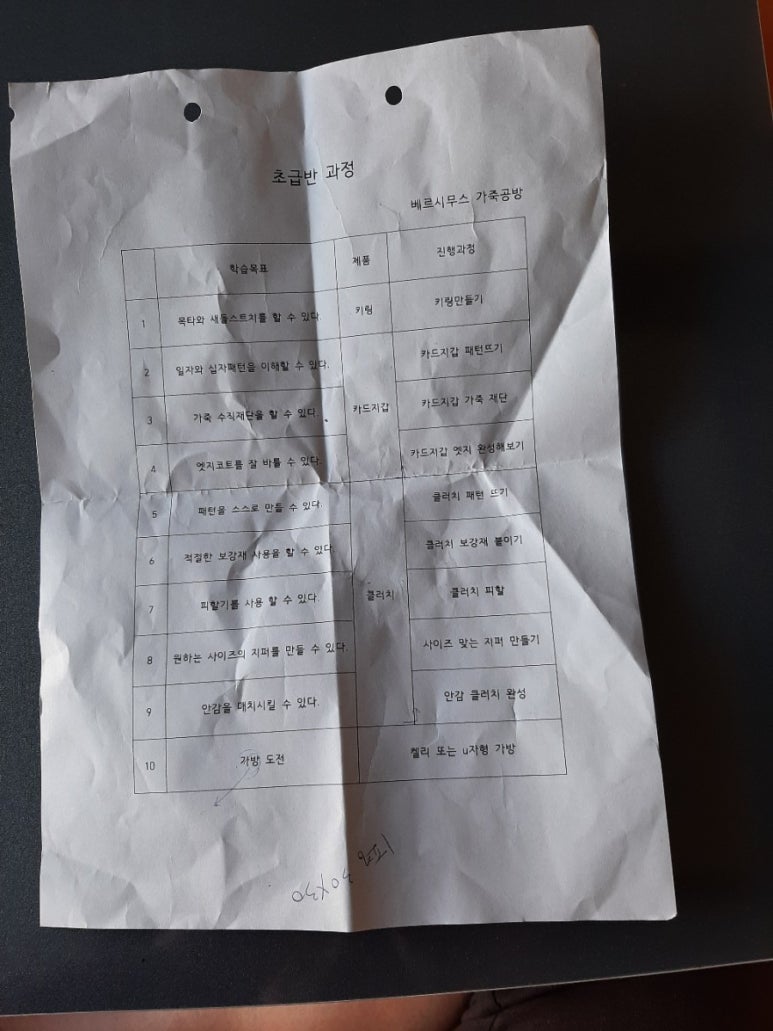 초급반 과정
베르시무스 가죽공방
학습목표 제품 진행과정
1 목타와 새들스트치를 할 수 있다. 키링 키링만들기
2 일자와 십자패턴을 이해할 수 있다. 카드지갑 패턴뜨기
3 가죽 수직재단을 할 수 있다. 카드지갑 카드지갑 가죽 재단
4 엣지코트를 잘 바를 수 있다. 카드지갑 엣지 완성해보기
5 패턴을 스스로 만들 수 있다. 클러치 패턴 뜨기
6 적절한 보강재 사용을 할 수 있다. 클러치 보강재 붙이기
7 피할기를 사용 할 수 있다. 클러치 클러치 피할
8 원하는 사이즈의 지퍼를 만들 수 있다. 사이즈 맞는 지퍼 만들기
9 안감을 매치시킬 수 있다. 안감 클러치 완성
10 가방 도전 켈리 또는 u자형 가방
30X30